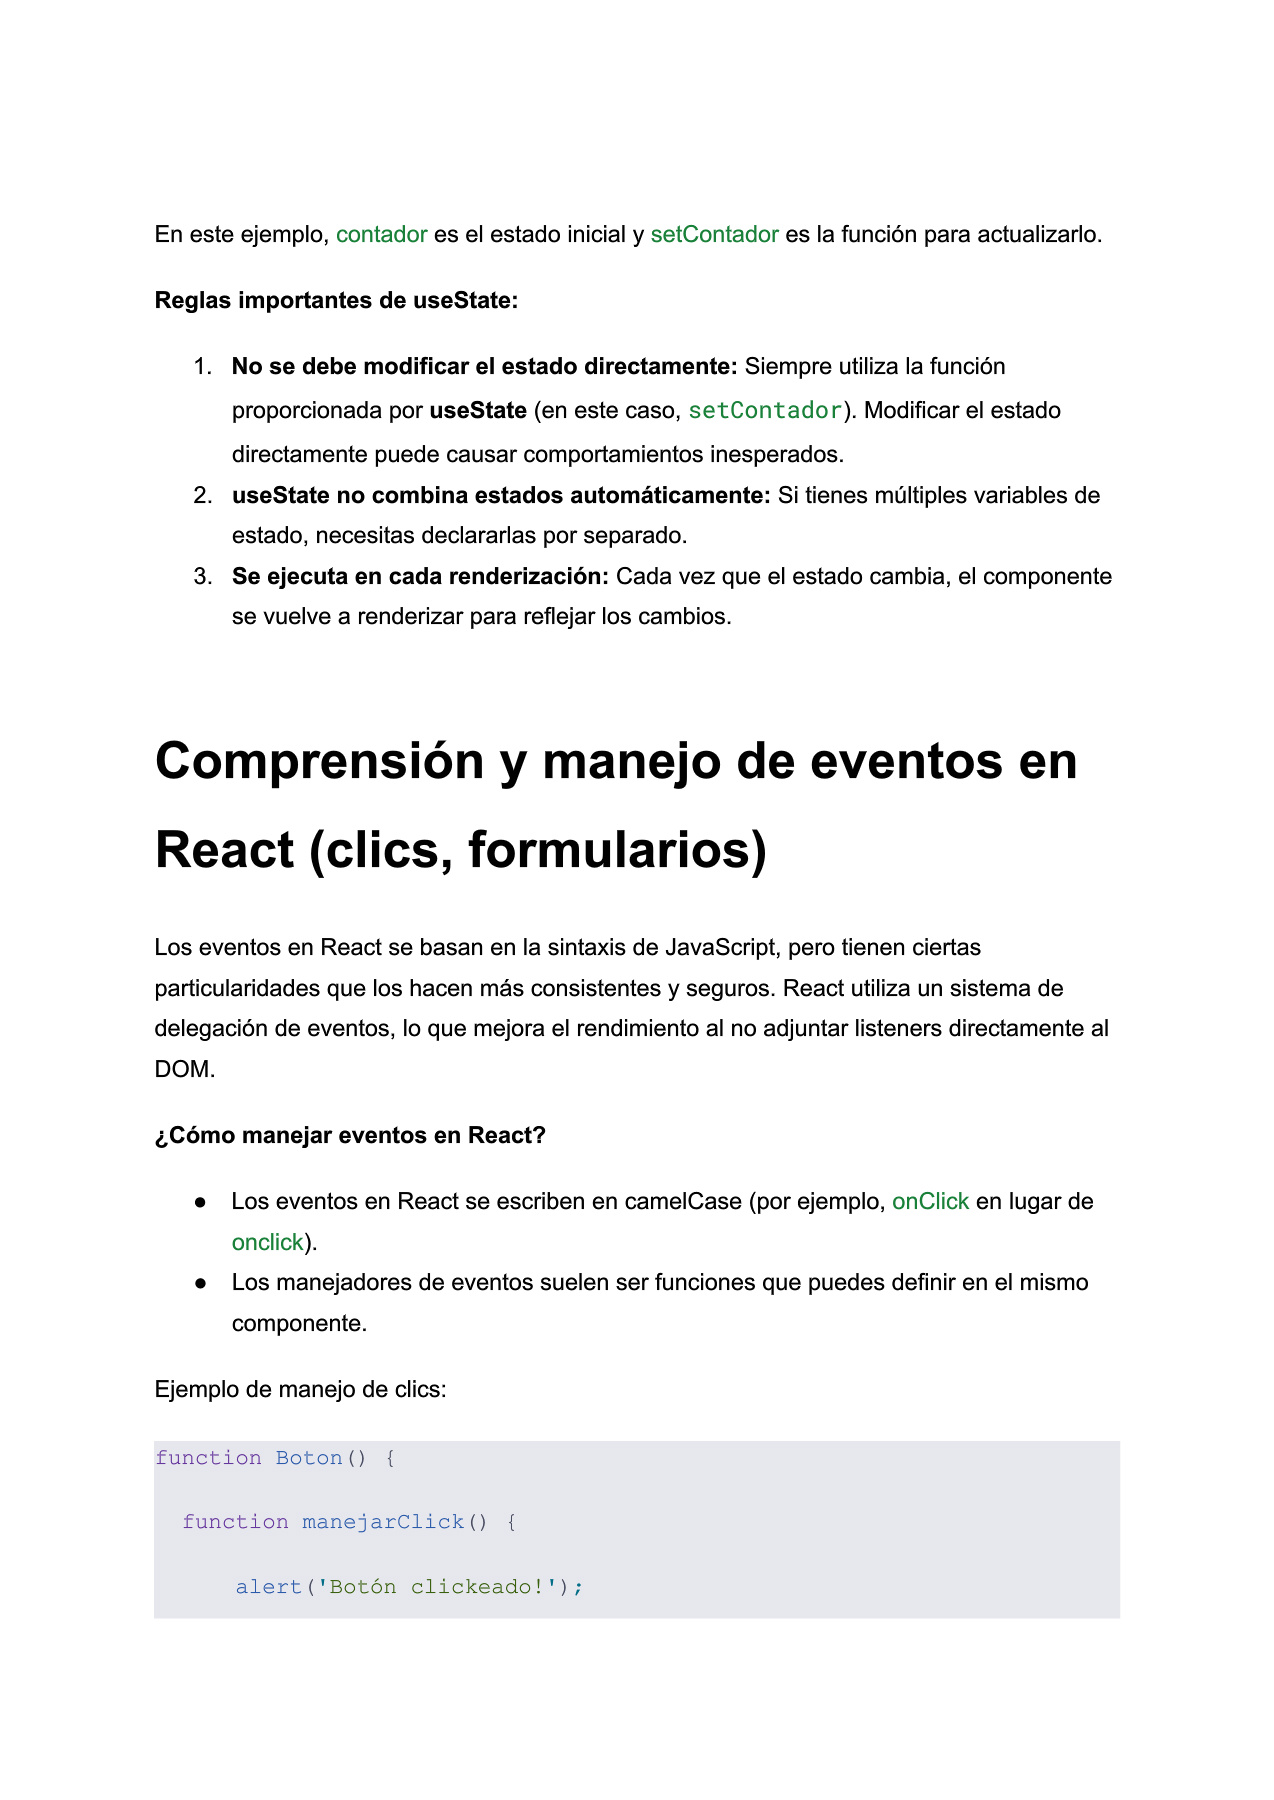 En este ejemplo, contador es el estado inicial y setContador es la función para actualizarlo.
Reglas importantes de useState:
1. No se debe modificar el estado directamente: Siempre utiliza la función
proporcionada por useState (en este caso, setContador). Modificar el estado
directamente puede causar comportamientos inesperados.
2. useState no combina estados automáticamente: Si tienes múltiples variables de
estado, necesitas declararlas por separado.
3. Se ejecuta en cada renderización: Cada vez que el estado cambia, el componente
se vuelve a renderizar para reflejar los cambios.
Comprensión y manejo de eventos en
React (clics, formularios)
Los eventos en React se basan en la sintaxis de JavaScript, pero tienen ciertas
particularidades que los hacen más consistentes y seguros. React utiliza un sistema de
delegación de eventos, lo que mejora el rendimiento al no adjuntar listeners directamente al
DOM.
¿Cómo manejar eventos en React?
● Los eventos en React se escriben en camelCase (por ejemplo, onClick en lugar de
onclick).
● Los manejadores de eventos suelen ser funciones que puedes definir en el mismo
componente.
Ejemplo de manejo de clics:
function Boton() {
function manejarClick() {
alert('Botón clickeado!');